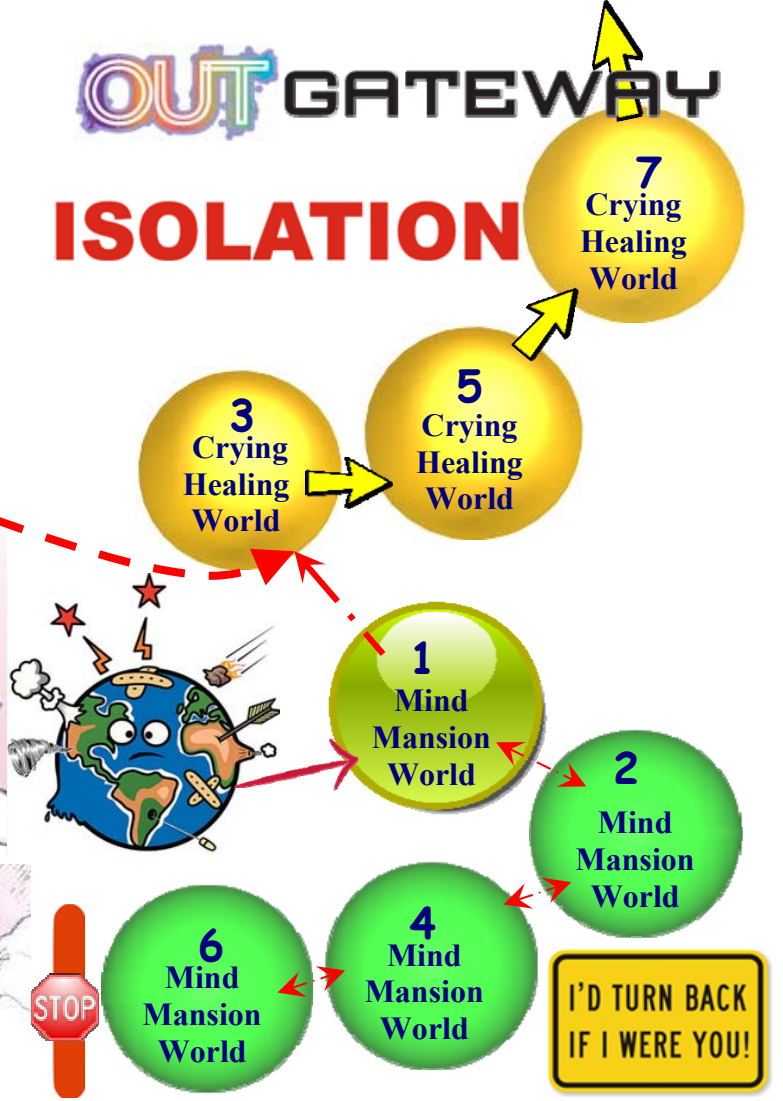 OUT GATEWAY
ISOLATION
7
Crying
Healing
World
5
Crying
Healing
World
3
Crying
Healing
World
1
Mind
Mansion
World
2
Mind
Mansion
World
4
Mind
Mansion
World
6
Mind
Mansion
World
STOP
I'D TURN BACK
IF I WERE YOU!